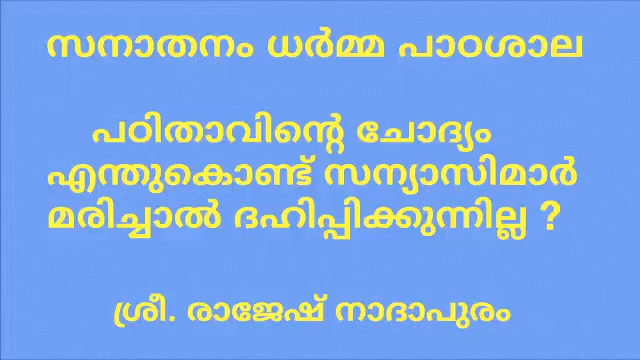 സനാതനം ധർമ്മ പാഠശാല
പഠിതാവിന്റെ ചോദ്യം
എന്തുകൊണ്ട് സന്യാസിമാർ
മരിച്ചാൽ ദഹിപ്പിക്കുന്നില്ല ?
ശ്രീ. രാജേഷ് നാദാപുരം